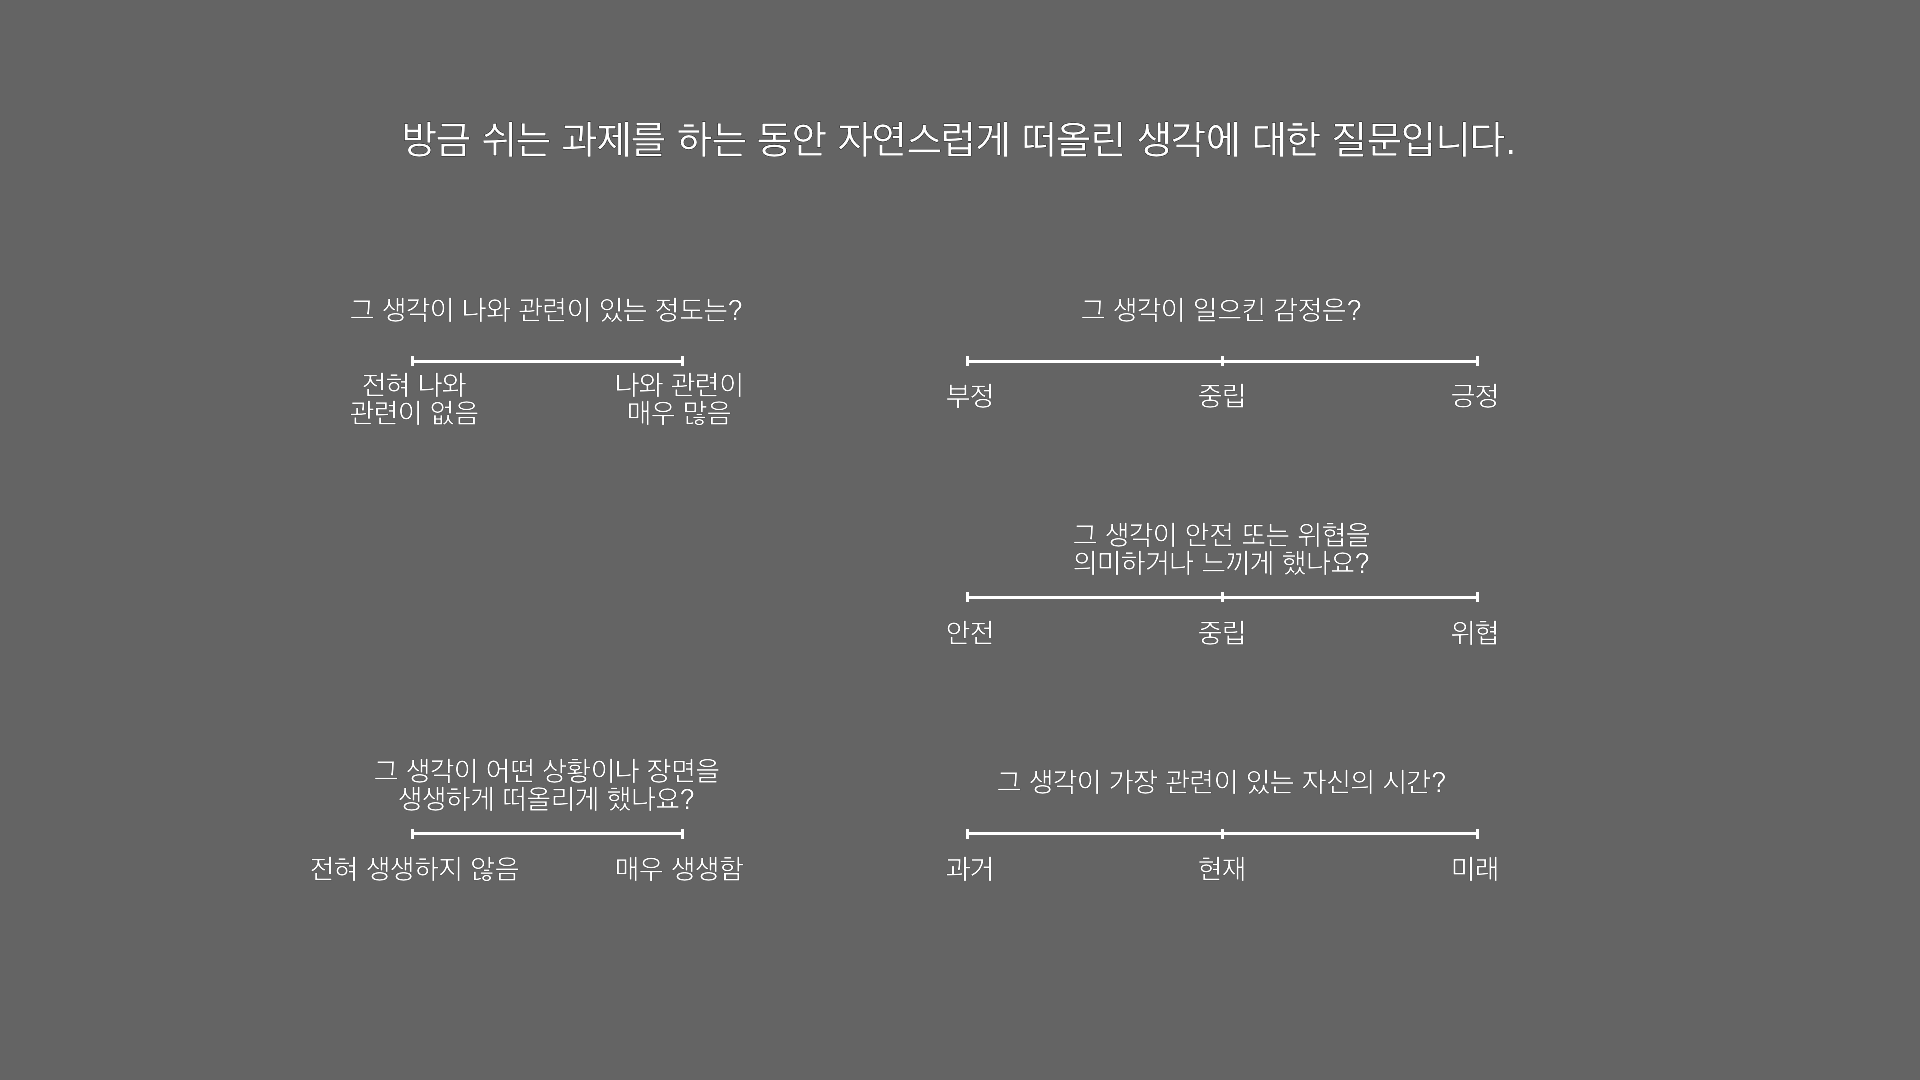 방금 쉬는 과제를 하는 동안 자연스럽게 떠올린 생각에 대한 질문입니다.
그 생각이 나와 관련이 있는 정도는?
전혀 나와
관련이 없음
나와 관련이
매우 많음
그 생각이 일으킨 감정은?
부정
중립
긍정
그 생각이 안전 또는 위협을
의미하거나 느끼게 했나요?
안전
중립
위협
그 생각이 어떤 상황이나 장면을
생생하게 떠올리게 했나요?
전혀 생생하지 않음
매우 생생함
그 생각이 가장 관련이 있는 자신의 시간?
과거
현재
미래